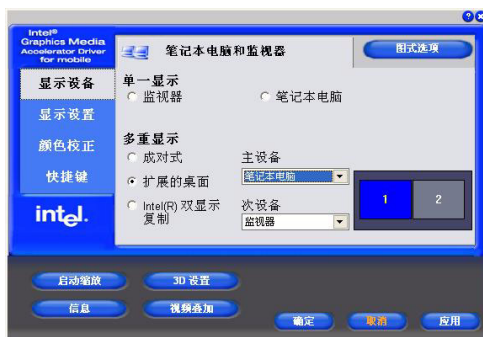 Intel®
Graphics Media
Accelerator Driver
for mobile
笔记本电脑和监视器
图式选项
显示设备
显示设置
颜色校正
快捷键
intel.
单一显示
监视器
笔记本电脑
多重显示
成对式
主设备
扩展的桌面
笔记本电脑
Intel(R) 双显示
复制
次设备
监视器
1
2
启动缩放
3D 设置
信息
视频叠加
确定
取消
应用